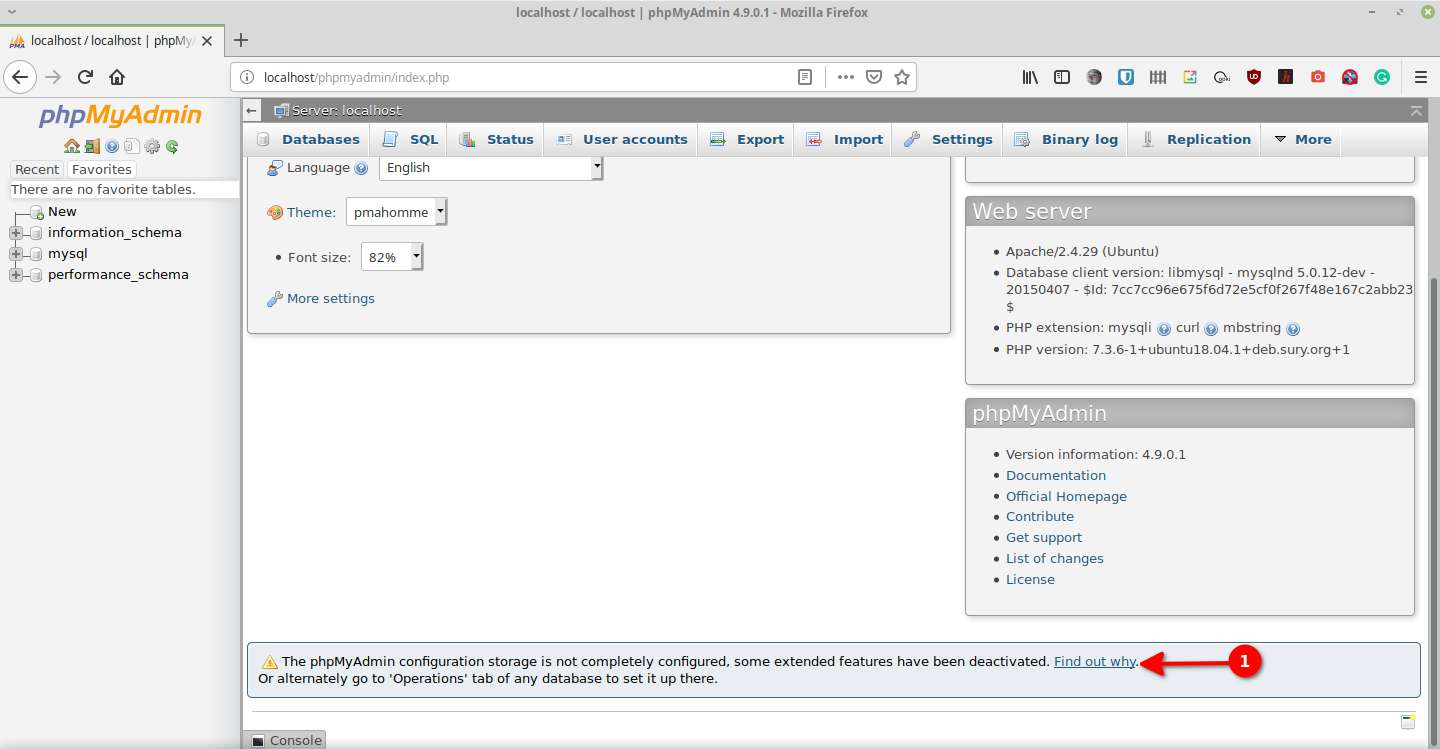 localhost / localhost | phpMyAdmin 4.9.0.1 - Mozilla Firefox
localhost / localhost | phpMy
localhost/phpmyadmin/index.php
phpMyAdmin
Recent Favorites
There are no favorite tables.
New
information_schema
mysql
performance_schema
Server: localhost
Databases SQL Status User accounts Export Import Settings Binary log Replication More
Language English
Theme: pmahomme
Font size: 82%
More settings
Web server
Apache/2.4.29 (Ubuntu)
Database client version: libmysql - mysqlnd 5.0.12-dev -
20150407 - $Id: 7cc7cc96e675f6d72e5cf0f267f48e167c2abb23
$
PHP extension: mysqli curl mbstring
PHP version: 7.3.6-1+ubuntu18.04.1+deb.sury.org+1
phpMyAdmin
Version information: 4.9.0.1
Documentation
Official Homepage
Contribute
Get support
List of changes
License
The phpMyAdmin configuration storage is not completely configured, some extended features have been deactivated. Find out why.
1
Or alternately go to 'Operations' tab of any database to set it up there.
Console